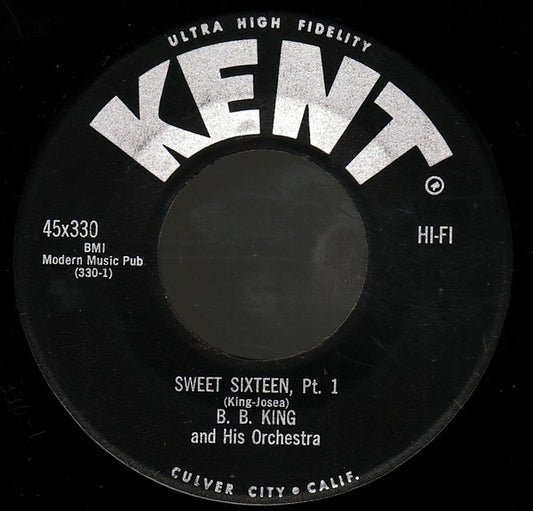 ULTRA HIGH FIDELITY
KENT
®
45x330
BMI
Modern Music Pub
(330-1)
HI-FI
SWEET SIXTEEN, Pt. 1
(King-Josea)
B. B. KING
and His Orchestra
CULVER CITY • CALIF.